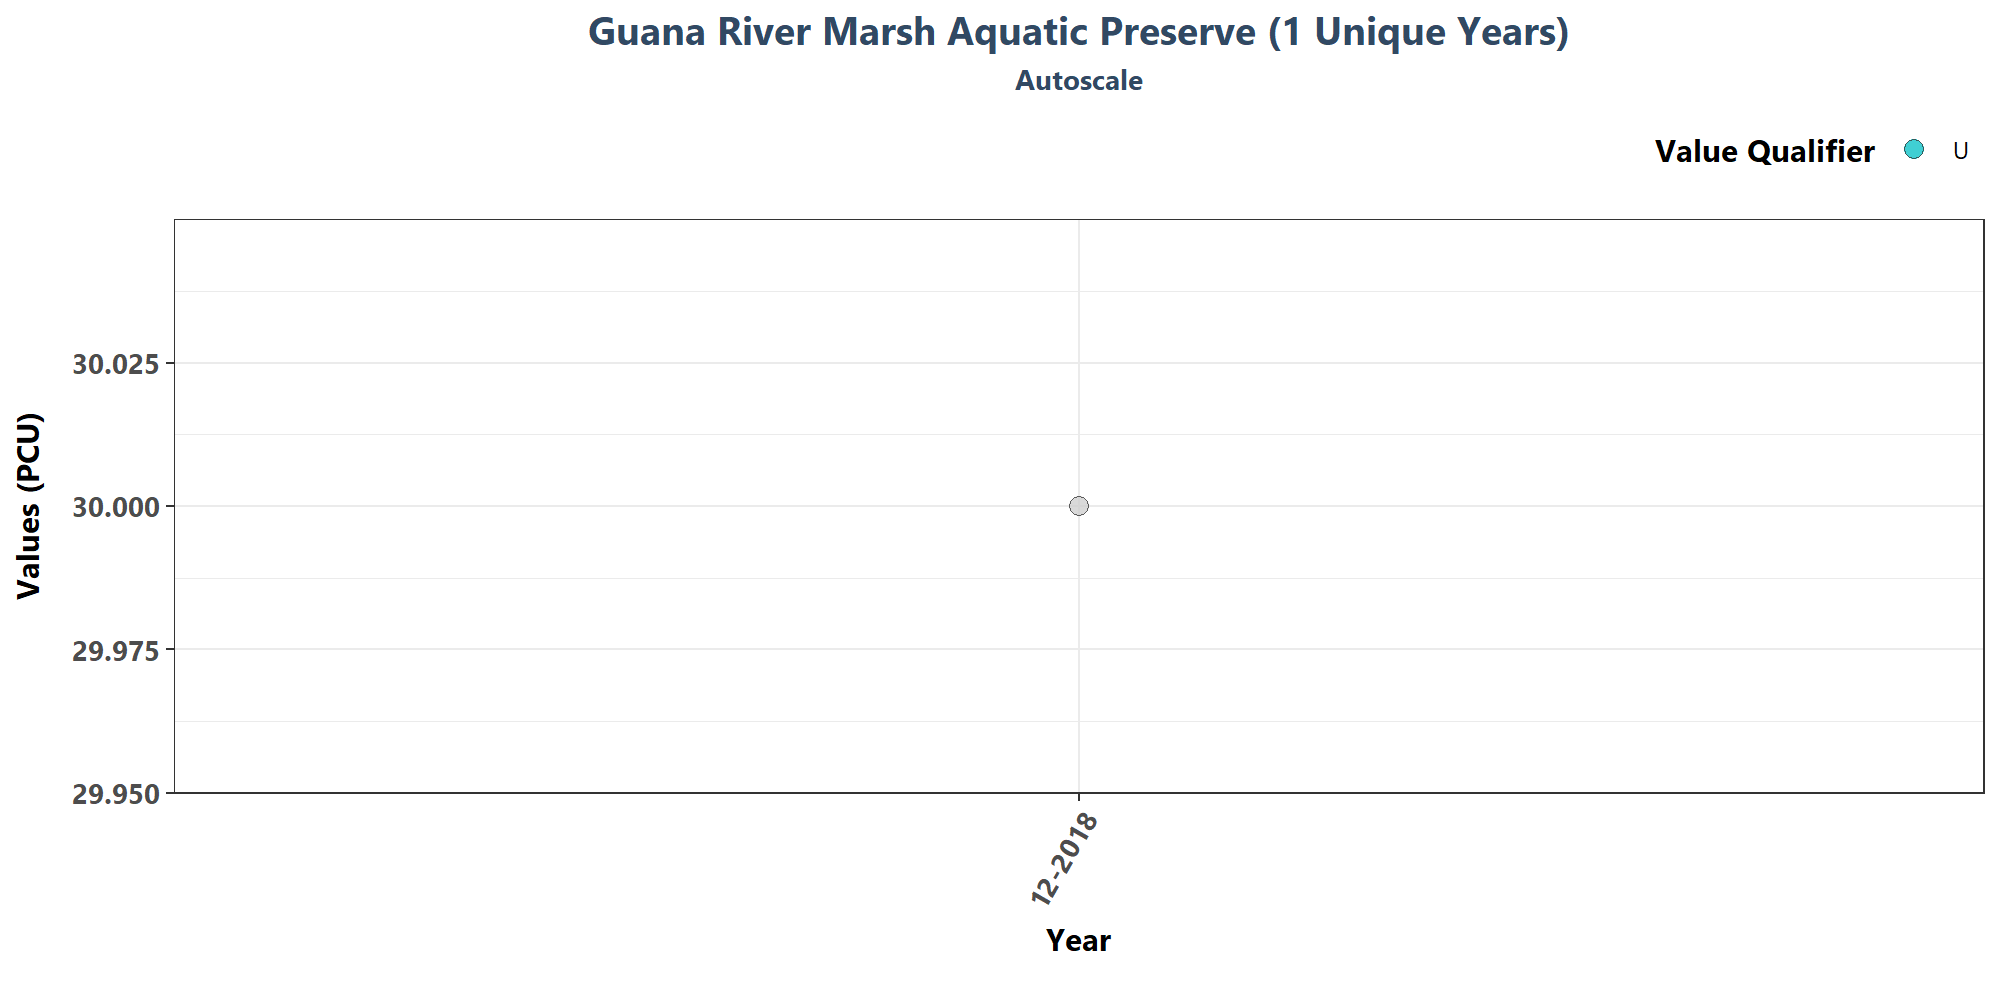 Guana River Marsh Aquatic Preserve (1 Unique Years)
Autoscale
Value Qualifier U
Values (PCU)
30.025
30.000
29.975
29.950
12-2018
Year